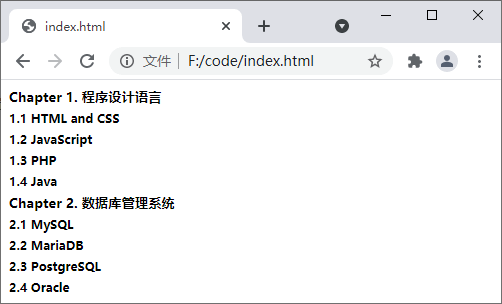 index.html
文件 F:/code/index.html
Chapter 1. 程序设计语言
1.1 HTML and CSS
1.2 JavaScript
1.3 PHP
1.4 Java
Chapter 2. 数据库管理系统
2.1 MySQL
2.2 MariaDB
2.3 PostgreSQL
2.4 Oracle